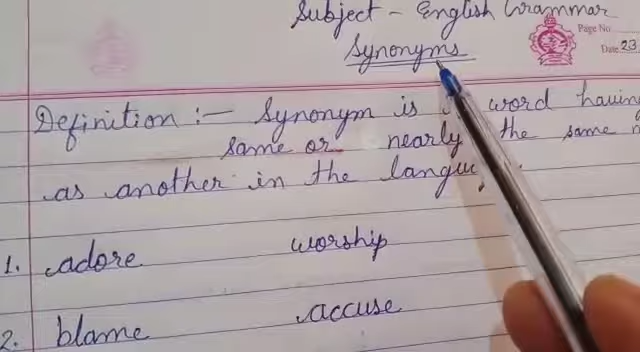 Subject - English Grammar
Page No
Synonyms
Date 23
Definition :- Synonym is word having
same or nearly the same
as another in the
1. adore worship
2. blame accuse